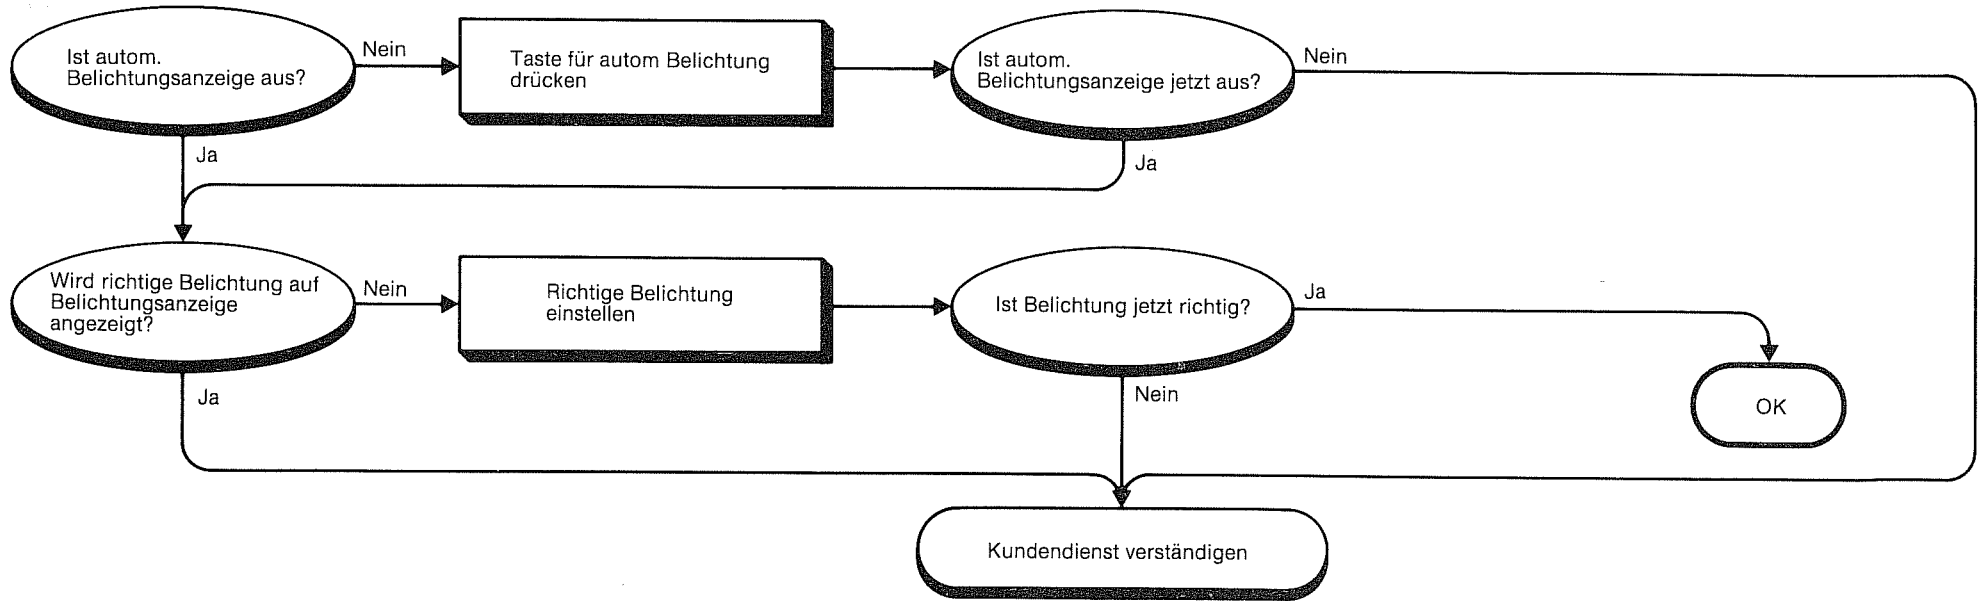 Ist autom.
Belichtungsanzeige aus?
Nein
Taste für autom Belichtung
drücken
Ist autom.
Belichtungsanzeige jetzt aus?
Nein
Ja
Ja
Wird richtige Belichtung auf
Belichtungsanzeige
angezeigt?
Nein
Richtige Belichtung
einstellen
Ist Belichtung jetzt richtig?
Ja
Ja
Nein
OK
Kundendienst verständigen